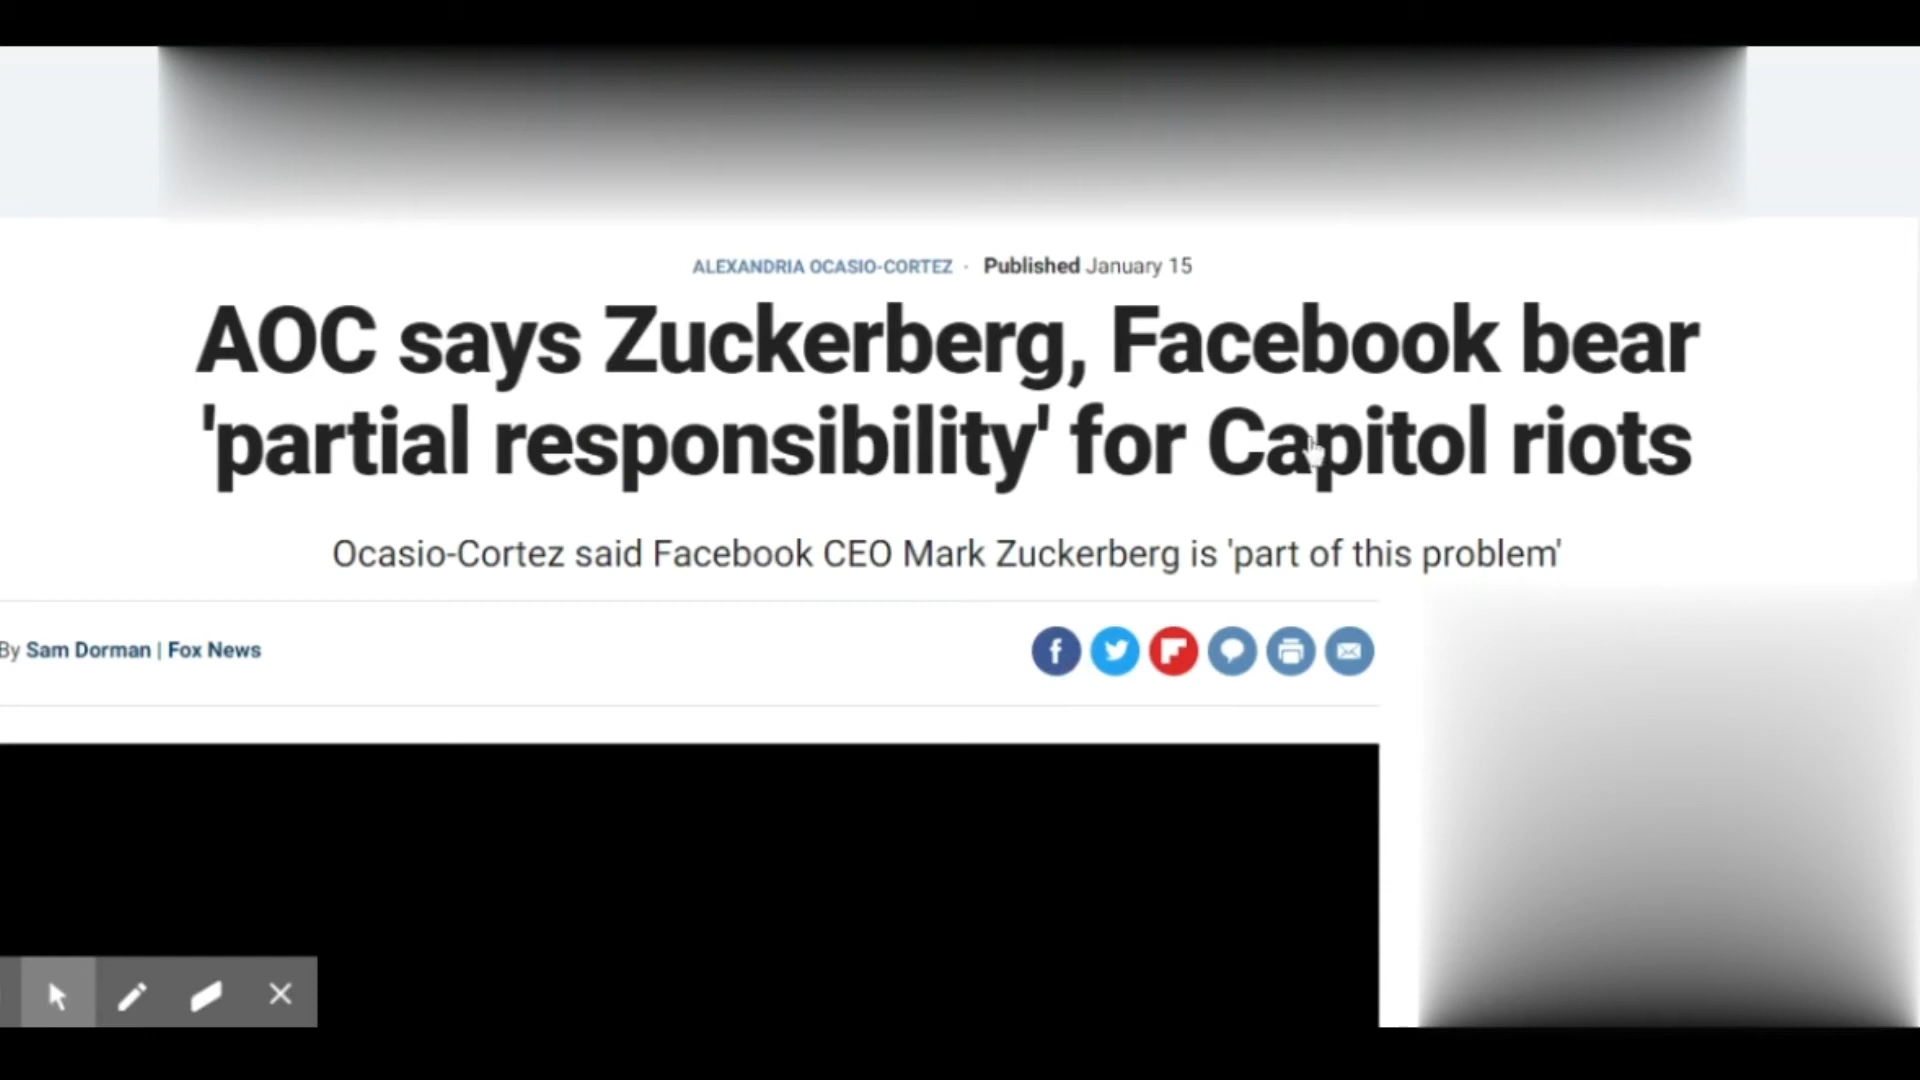 ALEXANDRIA OCASIO-CORTEZ · Published January 15
AOC says Zuckerberg, Facebook bear
'partial responsibility' for Capitol riots
Ocasio-Cortez said Facebook CEO Mark Zuckerberg is 'part of this problem'
By Sam Dorman | Fox News